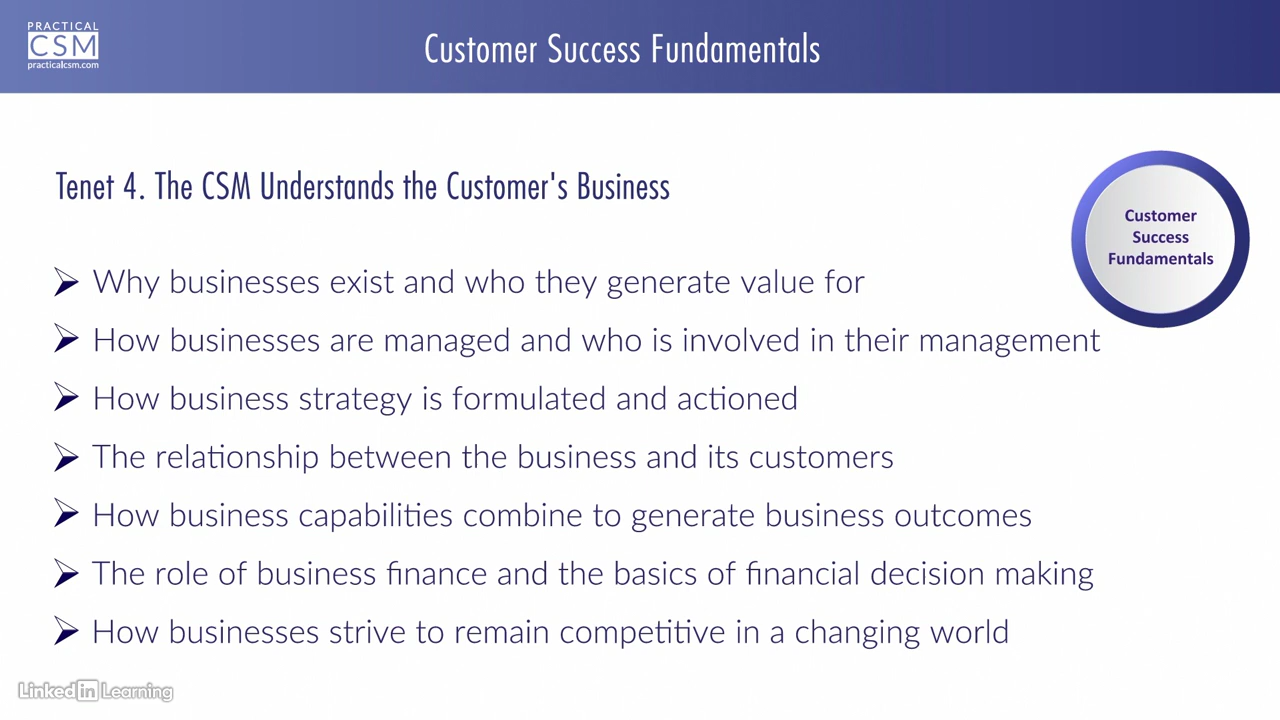 PRACTICAL
CSM
practicalcsm.com
Customer Success Fundamentals
Tenet 4. The CSM Understands the Customer's Business
Customer
Success
Fundamentals
Why businesses exist and who they generate value for
How businesses are managed and who is involved in their management
How business strategy is formulated and actioned
The relationship between the business and its customers
How business capabilities combine to generate business outcomes
The role of business finance and the basics of financial decision making
How businesses strive to remain competitive in a changing world
Linked in Learning